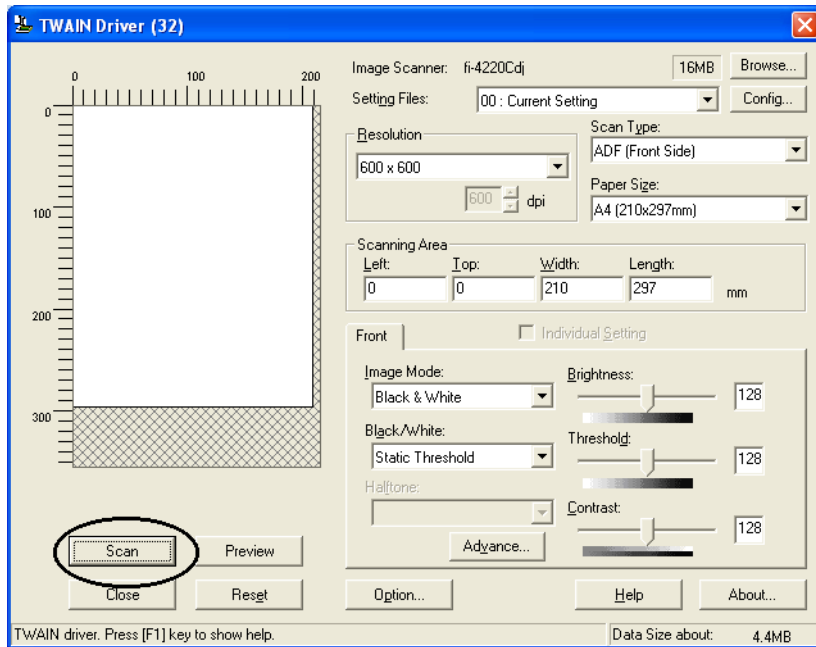 TWAIN Driver (32)
0 100 200
0
100
200
300
Image Scanner: fi-4220Cdj 16MB Browse...
Setting Files: 00 : Current Setting Config...
Resolution
600 x 600
600 dpi
Scan Type:
ADF (Front Side)
Paper Size:
A4 (210x297mm)
Scanning Area
Left: Top: Width: Length:
0 0 210 297 mm
Front Individual Setting
Image Mode:
Black & White
Black/White:
Static Threshold
Halftone:
Advance...
Brightness:
128
Threshold:
128
Contrast:
128
Scan Preview
Close Reset Option... Help About...
TWAIN driver. Press [F1] key to show help. Data Size about: 4.4MB